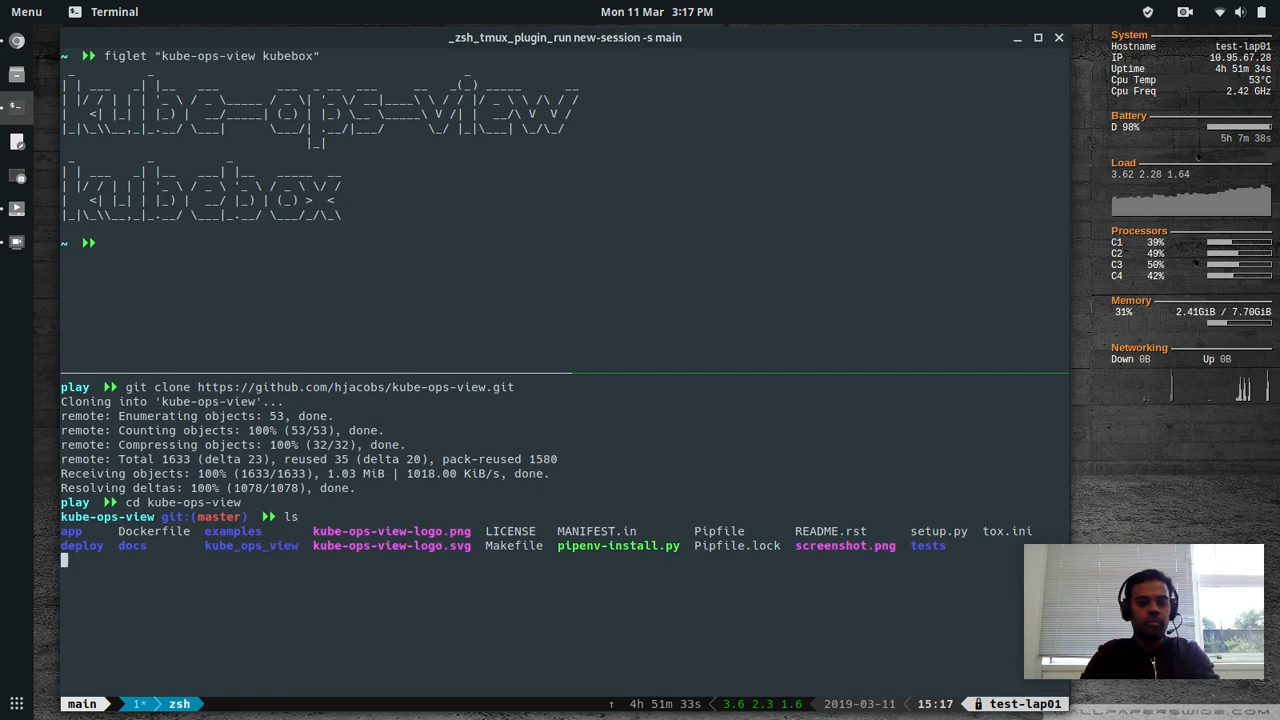 Menu Terminal Mon 11 Mar 3:17 PM
_zsh_tmux_plugin_run new-session -s main
~ figlet "kube-ops-view kubebox"
kube-ops-view
kubebox
~
play git clone https://github.com/hjacobs/kube-ops-view.git
Cloning into 'kube-ops-view'...
remote: Enumerating objects: 53, done.
remote: Counting objects: 100% (53/53), done.
remote: Compressing objects: 100% (32/32), done.
remote: Total 1633 (delta 23), reused 35 (delta 20), pack-reused 1580
Receiving objects: 100% (1633/1633), 1.03 MiB | 1018.00 KiB/s, done.
Resolving deltas: 100% (1078/1078), done.
play cd kube-ops-view
kube-ops-view git:(master) ls
app Dockerfile examples kube-ops-view-logo.png LICENSE MANIFEST.in Pipfile README.rst setup.py tox.ini
deploy docs kube_ops_view kube-ops-view-logo.svg Makefile pipenv-install.py Pipfile.lock screenshot.png tests
main 1* zsh ↑ 4h 51m 33s 3.6 2.3 1.6 2019-03-11 15:17 test-lap01
System
Hostname test-lap01
IP 10.95.67.28
Uptime 4h 51m 34s
Cpu Temp 53°C
Cpu Freq 2.42 GHz
Battery
D 98%
5h 7m 38s
Load
3.62 2.28 1.64
Processors
C1 39%
C2 49%
C3 50%
C4 42%
Memory
31% 2.41GiB / 7.70GiB
Networking
Down 0B Up 0B